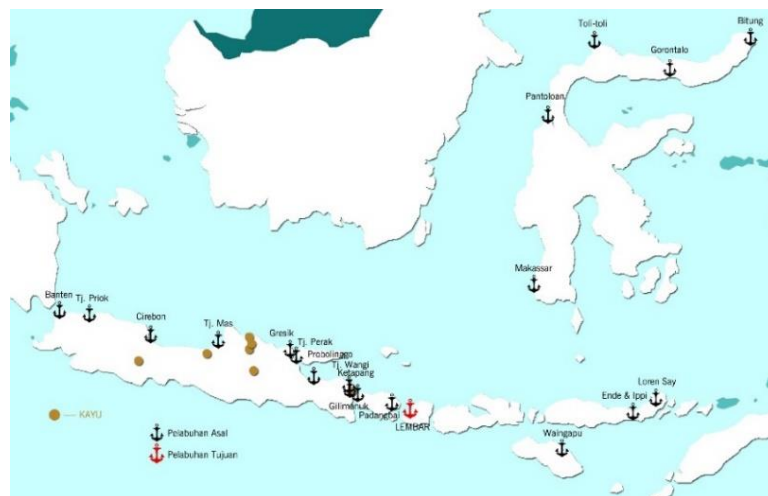 Toli-toli
Bitung
Gorontalo
Pantoloan
Makassar
Banten
Tj. Priok
Cirebon
Tj. Mas
Gresik
Tj. Perak
Probolinggo
Tj. Wangi
Ketapang
Gilimanuk
Padangbai
LEMBAR
Loren Say
Ende & Ippi
Waingapu
KAYU
Pelabuhan Asal
Pelabuhan Tujuan